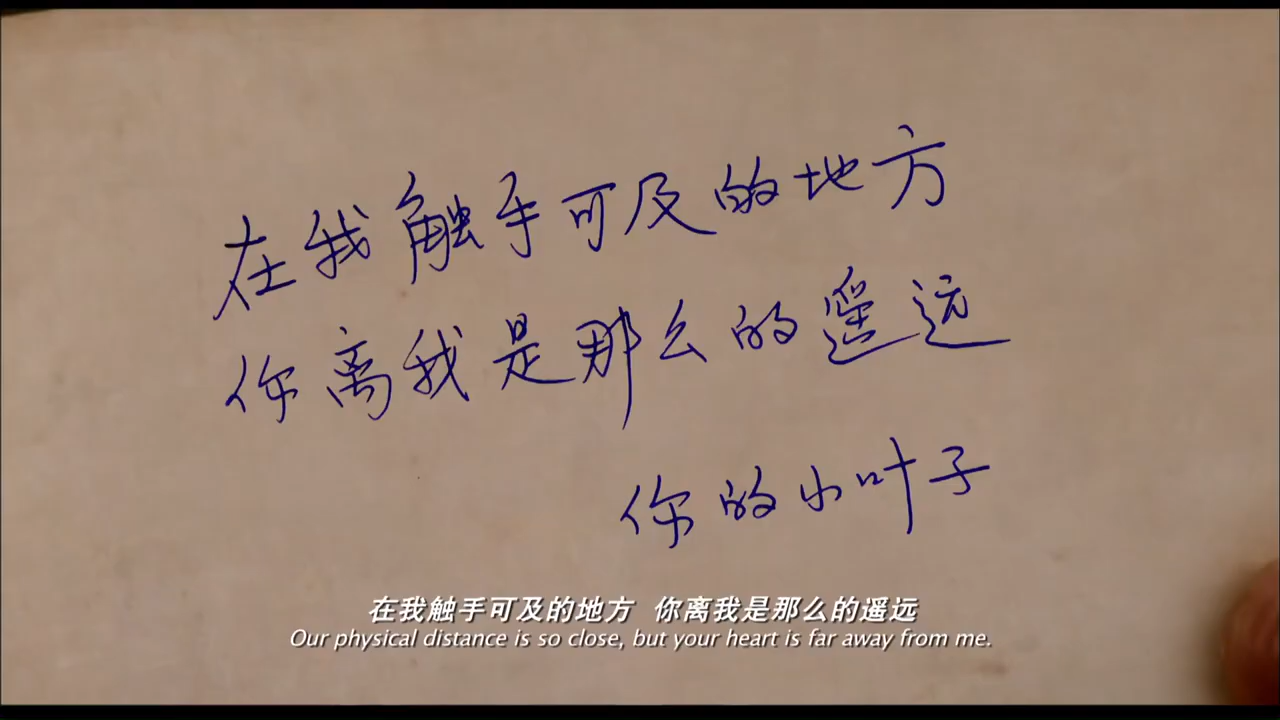 在我触手可及的地方
你离我是那么的遥远
你的小叶子
在我触手可及的地方 你离我是那么的遥远
Our physical distance is so close, but your heart is far away from me.